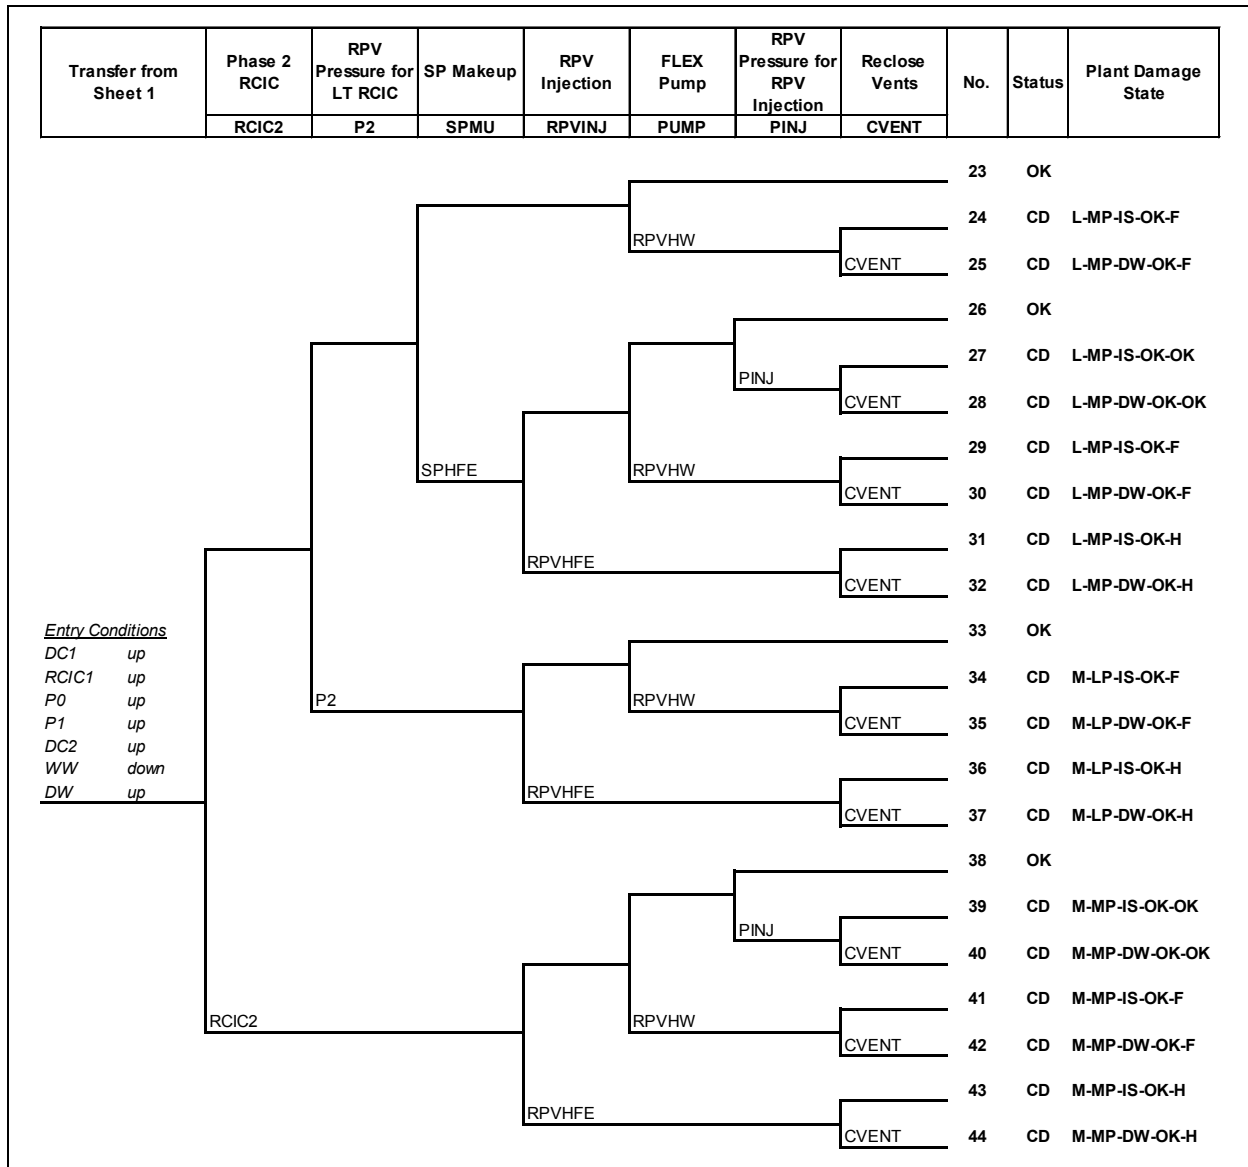 Transfer from Sheet 1 | Phase 2 RCIC | RPV Pressure for LT RCIC | SP Makeup | RPV Injection | FLEX Pump | RPV Pressure for RPV Injection | Reclose Vents | No. | Status | Plant Damage State
RCIC2 | P2 | SPMU | RPVINJ | PUMP | PINJ | CVENT
23 OK
24 CD L-MP-IS-OK-F
RPVHW
CVENT
25 CD L-MP-DW-OK-F
26 OK
27 CD L-MP-IS-OK-OK
PINJ
CVENT
28 CD L-MP-DW-OK-OK
29 CD L-MP-IS-OK-F
SPHFE
RPVHW
CVENT
30 CD L-MP-DW-OK-F
31 CD L-MP-IS-OK-H
RPVHFE
CVENT
32 CD L-MP-DW-OK-H
Entry Conditions
DC1 up
RCIC1 up
P0 up
P1 up
DC2 up
WW down
DW up
33 OK
34 CD M-LP-IS-OK-F
P2
RPVHW
CVENT
35 CD M-LP-DW-OK-F
36 CD M-LP-IS-OK-H
RPVHFE
CVENT
37 CD M-LP-DW-OK-H
38 OK
39 CD M-MP-IS-OK-OK
PINJ
CVENT
40 CD M-MP-DW-OK-OK
41 CD M-MP-IS-OK-F
RCIC2
RPVHW
CVENT
42 CD M-MP-DW-OK-F
43 CD M-MP-IS-OK-H
RPVHFE
CVENT
44 CD M-MP-DW-OK-H